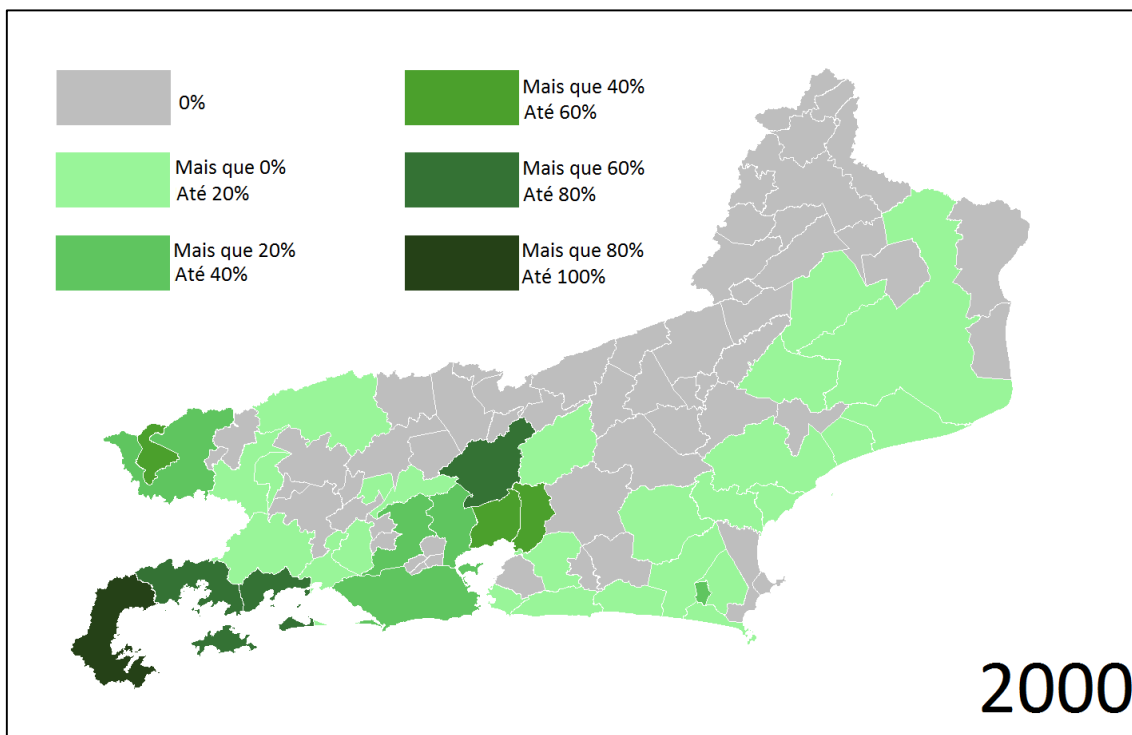 0%
Mais que 0%
Até 20%
Mais que 20%
Até 40%
Mais que 40%
Até 60%
Mais que 60%
Até 80%
Mais que 80%
Até 100%
2000